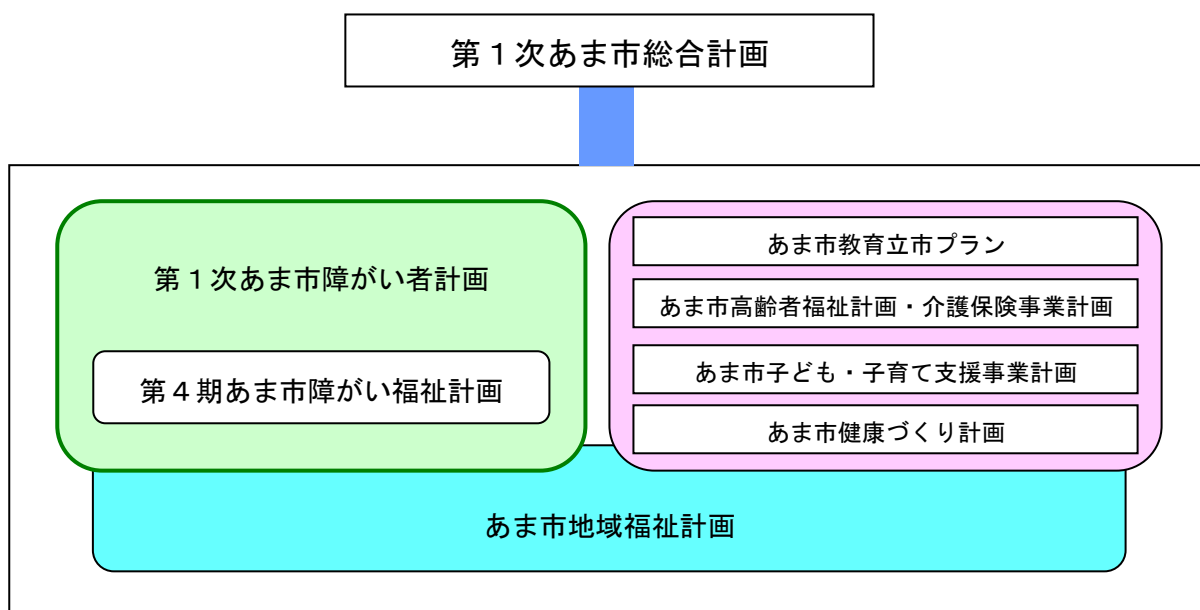 第１次あま市総合計画
第１次あま市障がい者計画
第４期あま市障がい福祉計画
あま市教育立市プラン
あま市高齢者福祉計画・介護保険事業計画
あま市子ども・子育て支援事業計画
あま市健康づくり計画
あま市地域福祉計画